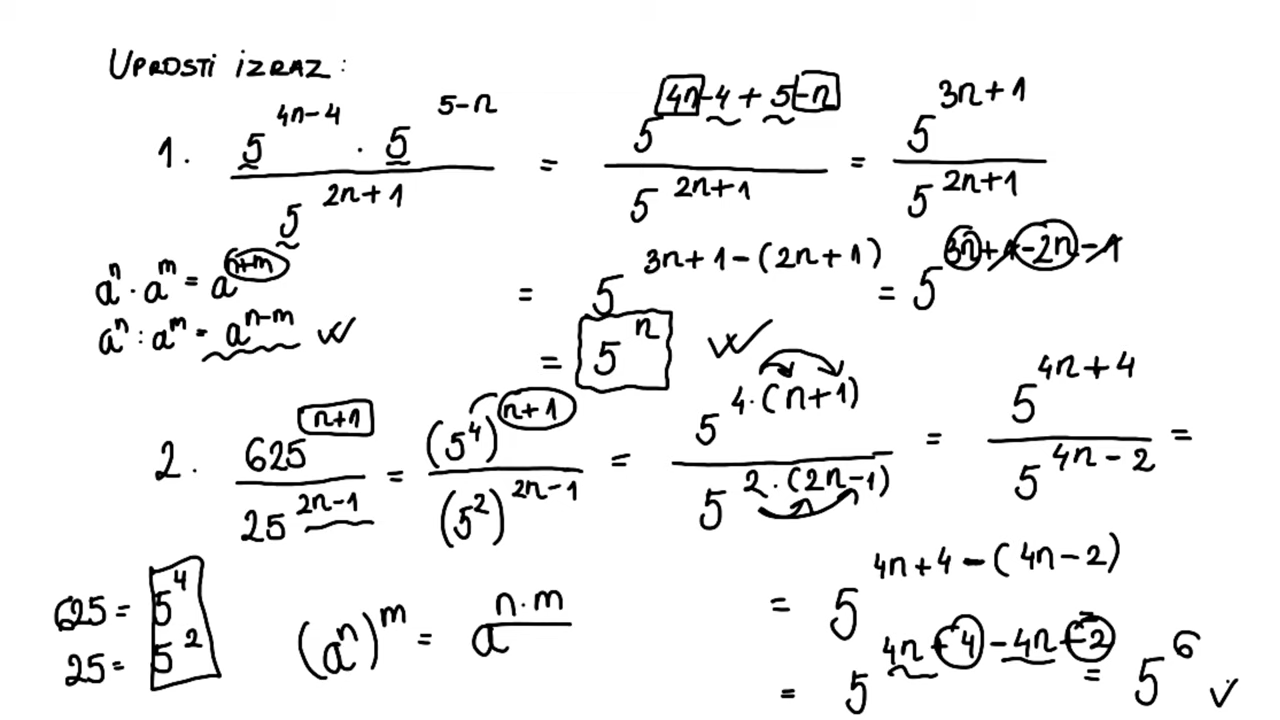 UPROSTI IZRAZ:
1. (5^(4n-4) · 5^(5-n)) / 5^(2n+1) = 5^(4n-4+5-n) / 5^(2n+1) = 5^(3n+1) / 5^(2n+1)
a^n · a^m = a^(n+m)
= 5^(3n+1-(2n+1)) = 5^(3n+1-2n-1)
a^n : a^m = a^(n-m)
= 5^n
2. 625^(n+1) / 25^(2n-1) = (5^4)^(n+1) / (5^2)^(2n-1) = 5^(4·(n+1)) / 5^(2·(2n-1)) = 5^(4n+4) / 5^(4n-2) =
= 5^(4n+4-(4n-2))
625 = 5^4
25 = 5^2
(a^n)^m = a^(n·m)
= 5^(4n+4-4n+2) = 5^6